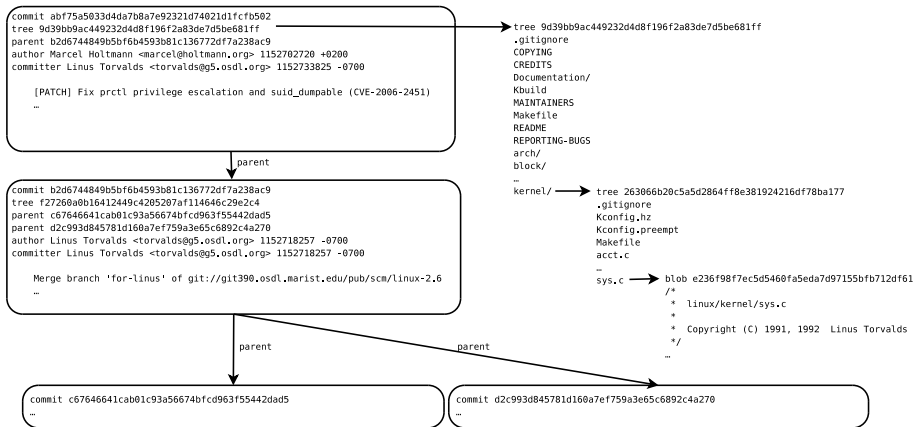 commit abf75a5033d4da7b8a7e92321d74021d1fcfb502
tree 9d39bb9ac449232d4d8f196f2a83de7d5be681ff
parent b2d6744849b5bf6b4593b81c136772df7a238ac9
author Marcel Holtmann <marcel@holtmann.org> 1152702720 +0200
committer Linus Torvalds <torvalds@g5.osdl.org> 1152733825 -0700
[PATCH] Fix prctl privilege escalation and suid_dumpable (CVE-2006-2451)
…
parent
commit b2d6744849b5bf6b4593b81c136772df7a238ac9
tree f27260a0b16412449c4205207af114646c29e2c4
parent c67646641cab01c93a56674bfcd963f55442dad5
parent d2c993d845781d160a7ef759a3e65c6892c4a270
author Linus Torvalds <torvalds@g5.osdl.org> 1152718257 -0700
committer Linus Torvalds <torvalds@g5.osdl.org> 1152718257 -0700
Merge branch 'for-linus' of git://git390.osdl.marist.edu/pub/scm/linux-2.6
…
parent
parent
commit c67646641cab01c93a56674bfcd963f55442dad5
…
commit d2c993d845781d160a7ef759a3e65c6892c4a270
…
tree 9d39bb9ac449232d4d8f196f2a83de7d5be681ff
.gitignore
COPYING
CREDITS
Documentation/
Kbuild
MAINTAINERS
Makefile
README
REPORTING-BUGS
arch/
block/
…
kernel/
tree 263066b20c5a5d2864ff8e381924216df78ba177
.gitignore
Kconfig.hz
Kconfig.preempt
Makefile
acct.c
…
sys.c
blob e236f98f7ec5d5460fa5eda7d97155bfb712df61
/*
*  linux/kernel/sys.c
*
*  Copyright (C) 1991, 1992  Linus Torvalds
*/
…